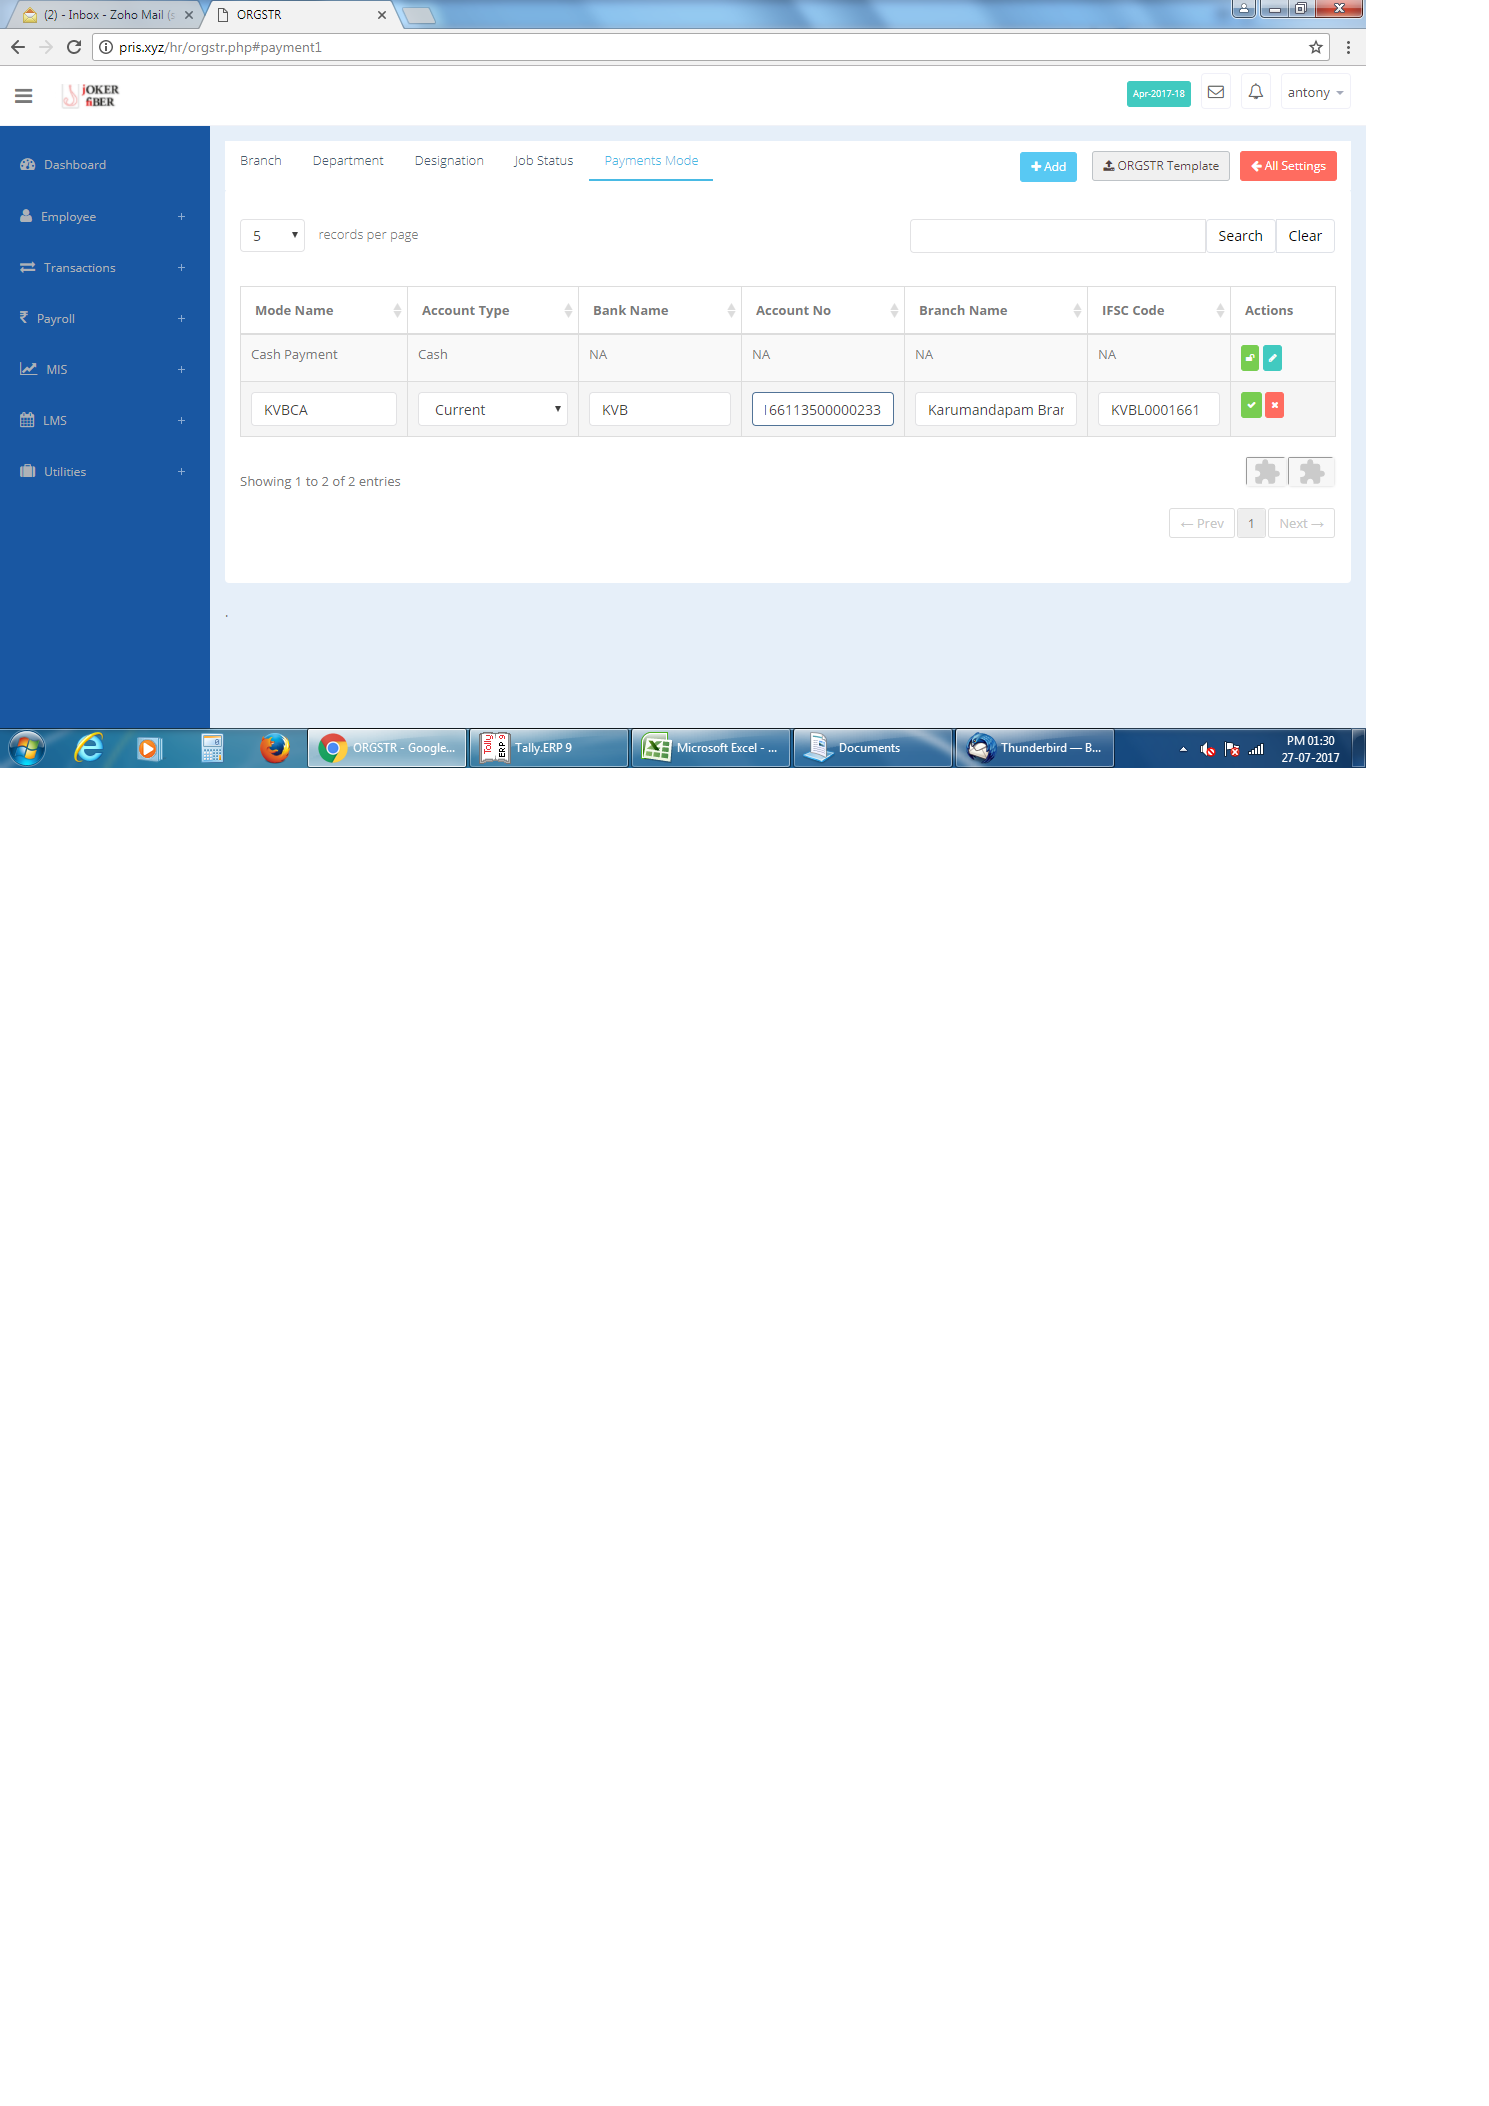 (2) - Inbox - Zoho Mail (s
ORGSTR
pris.xyz/hr/orgstr.php#payment1
jOKER
fiBER
Apr-2017-18
antony
Dashboard
Employee
Transactions
Payroll
MIS
LMS
Utilities
Branch Department Designation Job Status Payments Mode
Add
ORGSTR Template
All Settings
5 records per page
Search Clear
Mode Name Account Type Bank Name Account No Branch Name IFSC Code Actions
Cash Payment Cash NA NA NA NA
KVBCA Current KVB 166113500000233 Karumandapam Brar KVBL0001661
Showing 1 to 2 of 2 entries
← Prev 1 Next →
.
ORGSTR - Google...
Tally.ERP 9
Microsoft Excel - ...
Documents
Thunderbird — B...
PM 01:30
27-07-2017